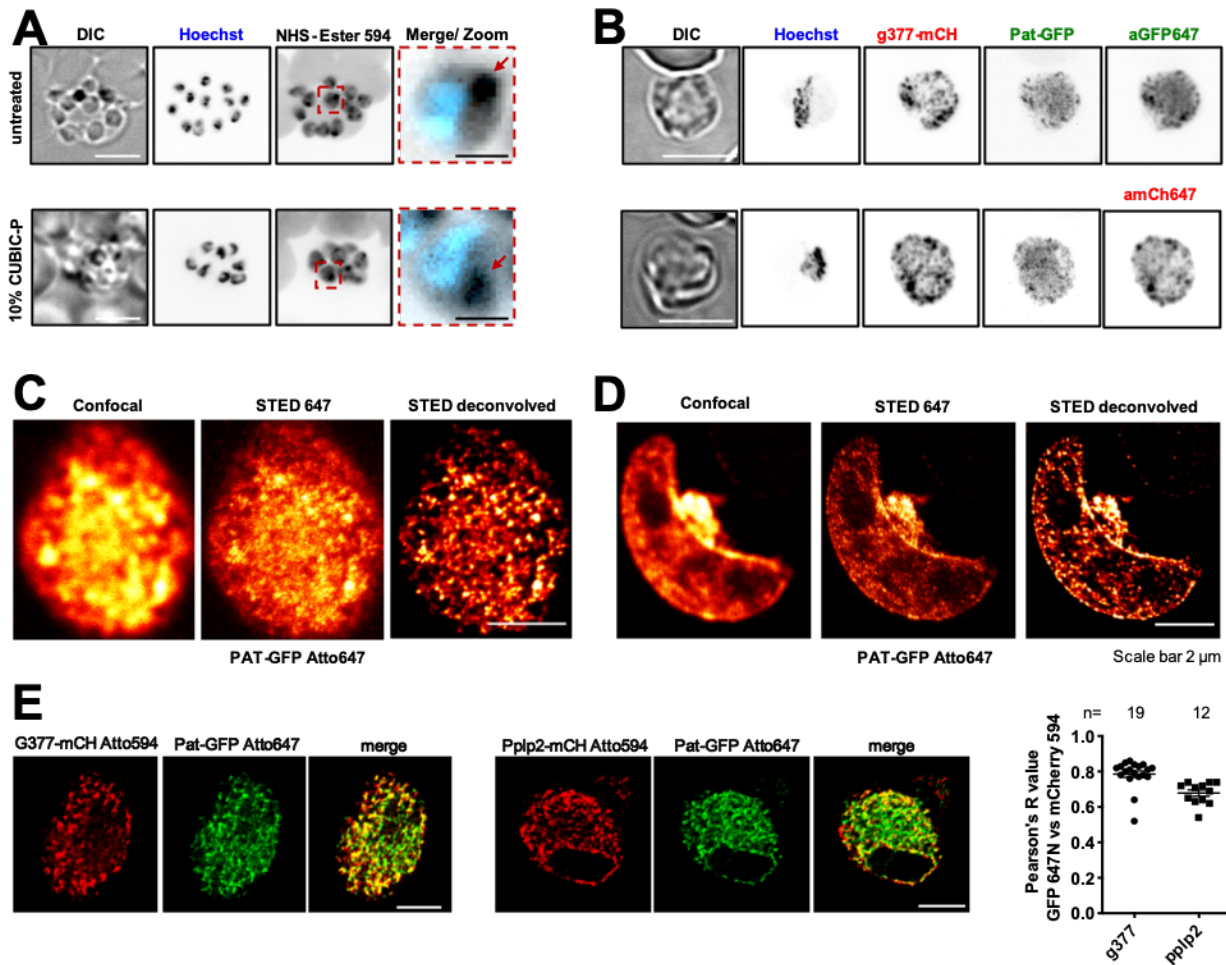 A
DIC
Hoechst
NHS-Ester 594
Merge/ Zoom
untreated
10% CUBIC-P
B
DIC
Hoechst
g377-mCH
Pat-GFP
aGFP647
amCh647
C
Confocal
STED 647
STED deconvolved
PAT-GFP Atto647
D
Confocal
STED 647
STED deconvolved
PAT-GFP Atto647
Scale bar 2 µm
E
G377-mCH Atto594
Pat-GFP Atto647
merge
Pplp2-mCH Atto594
Pat-GFP Atto647
merge
n= 19 12
Pearson's R value
GFP 647N vs mCherry 594
1.0
0.8
0.6
0.4
0.2
0.0
g377
pplp2